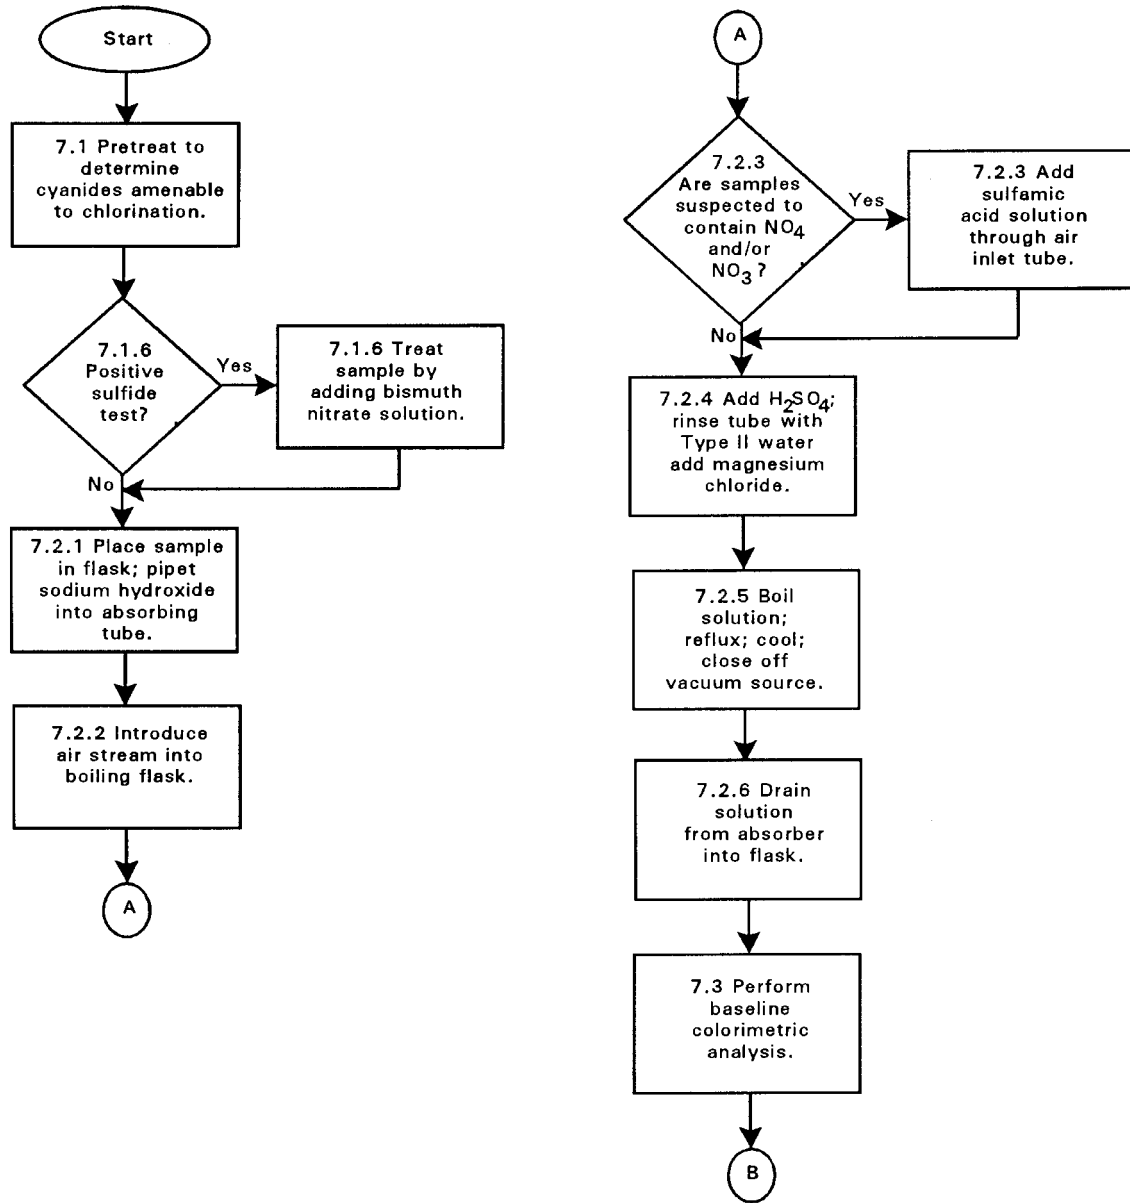 Start
7.1 Pretreat to
determine
cyanides amenable
to chlorination.
7.1.6
Positive
sulfide
test?
Yes
7.1.6 Treat
sample by
adding bismuth
nitrate solution.
No
7.2.1 Place sample
in flask; pipet
sodium hydroxide
into absorbing
tube.
7.2.2 Introduce
air stream into
boiling flask.
A
A
7.2.3
Are samples
suspected to
contain NO4
and/or
NO3?
Yes
7.2.3 Add
sulfamic
acid solution
through air
inlet tube.
No
7.2.4 Add H2SO4;
rinse tube with
Type II water
add magnesium
chloride.
7.2.5 Boil
solution;
reflux; cool;
close off
vacuum source.
7.2.6 Drain
solution
from absorber
into flask.
7.3 Perform
baseline
colorimetric
analysis.
B